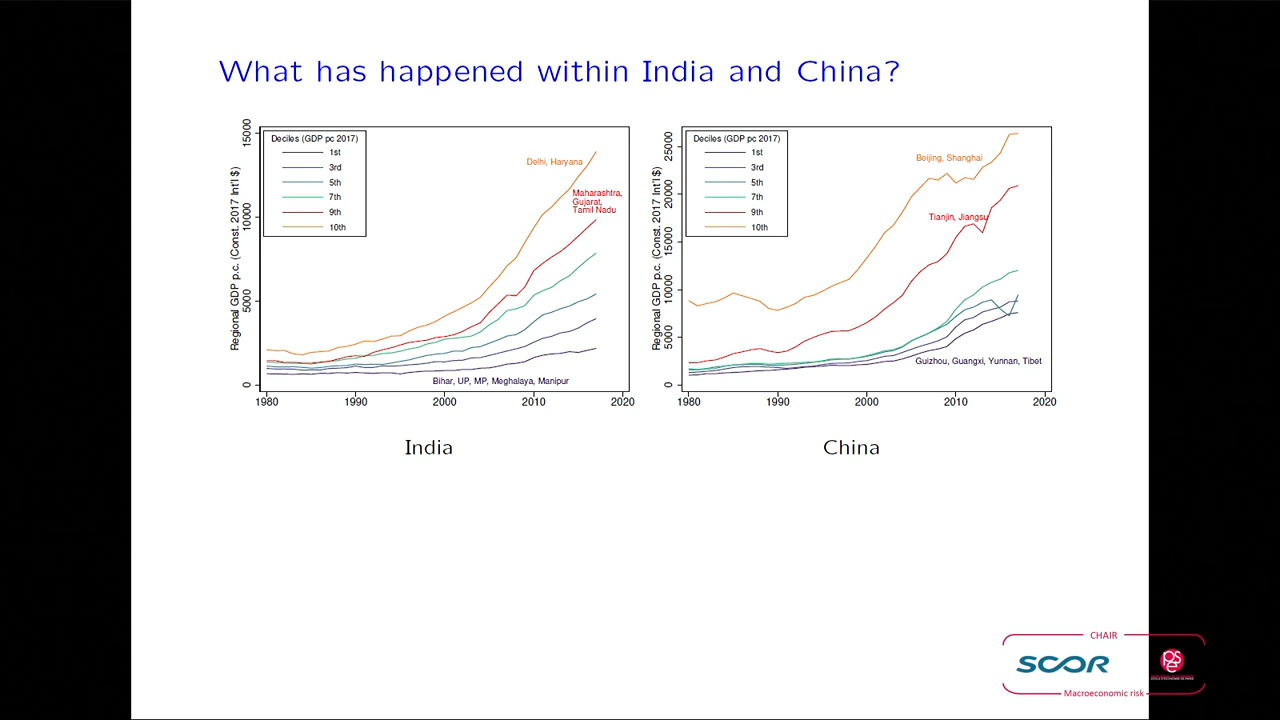 What has happened within India and China?
Regional GDP p.c. (Const. 2017 Int'l $)
0
5000
10000
15000
Deciles (GDP pc 2017)
1st
3rd
5th
7th
9th
10th
Delhi, Haryana
Maharashtra,
Gujarat,
Tamil Nadu
Bihar, UP, MP, Meghalaya, Manipur
1980
1990
2000
2010
2020
India
Regional GDP p.c. (Const. 2017 Int'l $)
0
5000
10000
15000
20000
25000
Deciles (GDP pc 2017)
1st
3rd
5th
7th
9th
10th
Beijing, Shanghai
Tianjin, Jiangsu
Guizhou, Guangxi, Yunnan, Tibet
1980
1990
2000
2010
2020
China
CHAIR
SCOR
pse
Macroeconomic risk